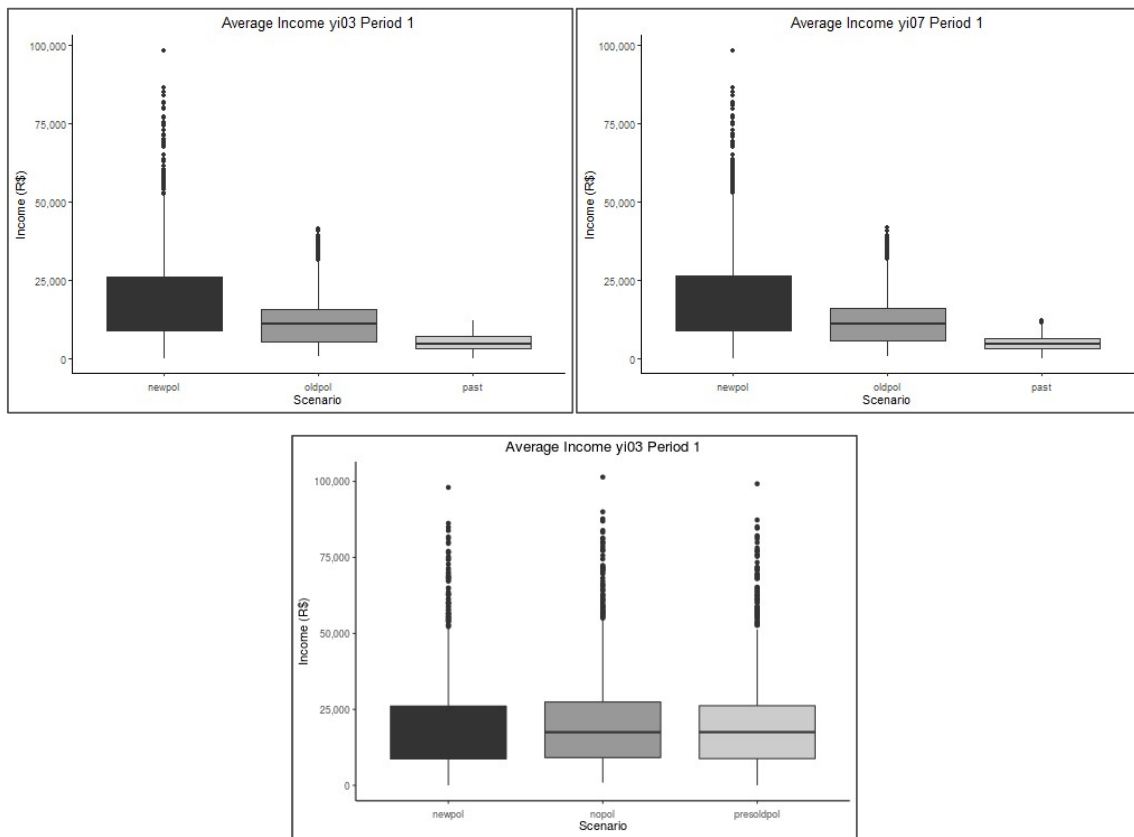 Average Income yi03 Period 1
100,000
75,000
50,000
25,000
0
Income (R$)
newpol oldpol past
Scenario
Average Income yi07 Period 1
100,000
75,000
50,000
25,000
0
Income (R$)
newpol oldpol past
Scenario
Average Income yi03 Period 1
100,000
75,000
50,000
25,000
0
Income (R$)
newpol nopol presoldpol
Scenario